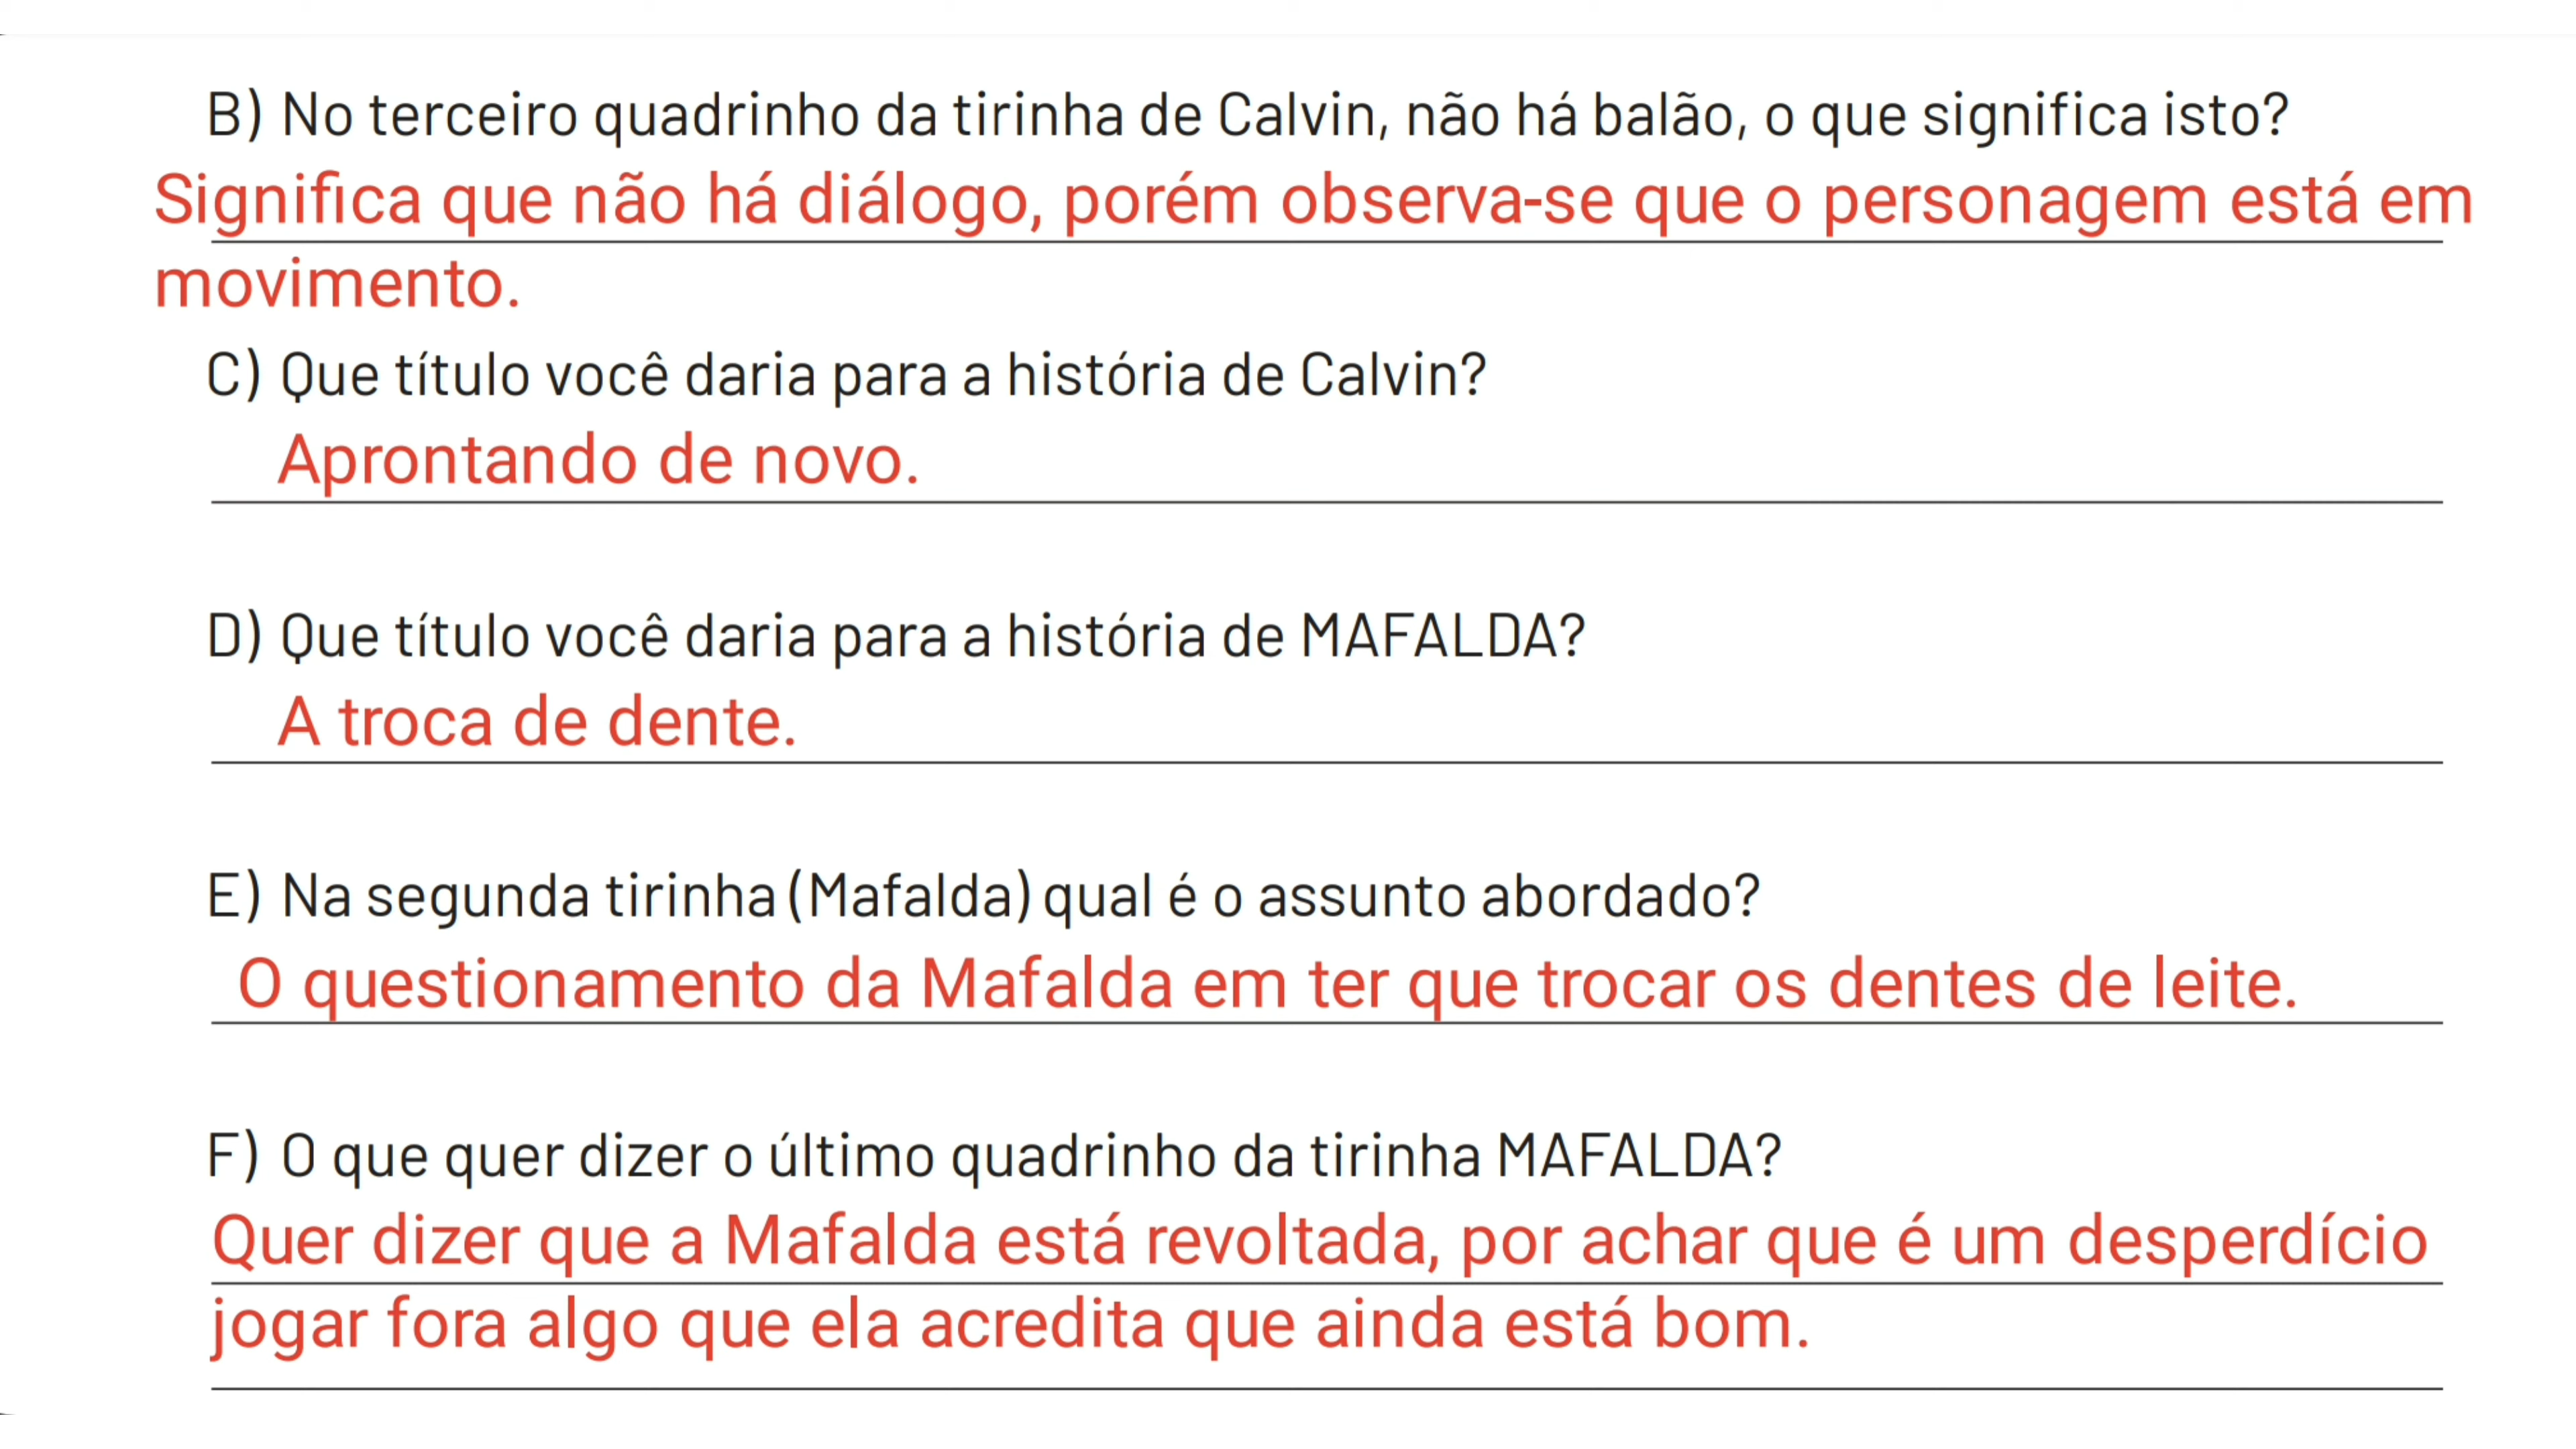 B) No terceiro quadrinho da tirinha de Calvin, não há balão, o que significa isto?
Significa que não há diálogo, porém observa-se que o personagem está em
movimento.
C) Que título você daria para a história de Calvin?
Aprontando de novo.
D) Que título você daria para a história de MAFALDA?
A troca de dente.
E) Na segunda tirinha (Mafalda) qual é o assunto abordado?
O questionamento da Mafalda em ter que trocar os dentes de leite.
F) O que quer dizer o último quadrinho da tirinha MAFALDA?
Quer dizer que a Mafalda está revoltada, por achar que é um desperdício
jogar fora algo que ela acredita que ainda está bom.